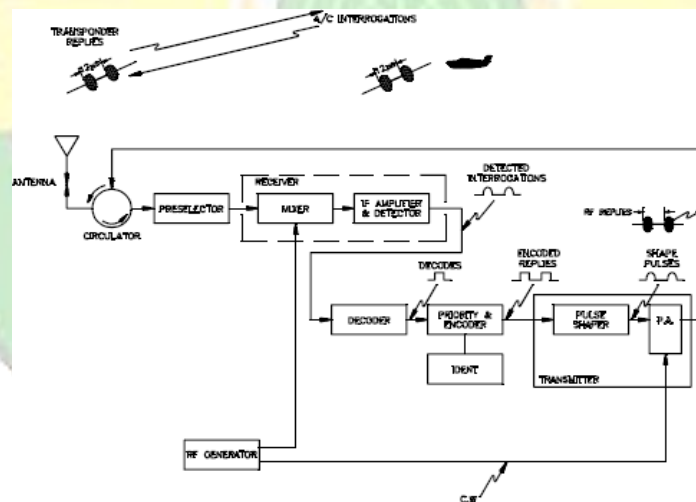 TRANSPONDER
REPLIES
A/C INTERROGATIONS
ANTENNA
CIRCULATOR
PRESELECTOR
RECEIVER
MIXER
IF AMPLIFIER
& DETECTOR
DETECTED
INTERROGATIONS
RF REPLIES
DECODES
ENCODED
REPLIES
SHAPE
PULSES
DECODER
PRIORITY &
ENCODER
PULSE
SHAPER
P.A.
IDENT
TRANSMITTER
RF GENERATOR